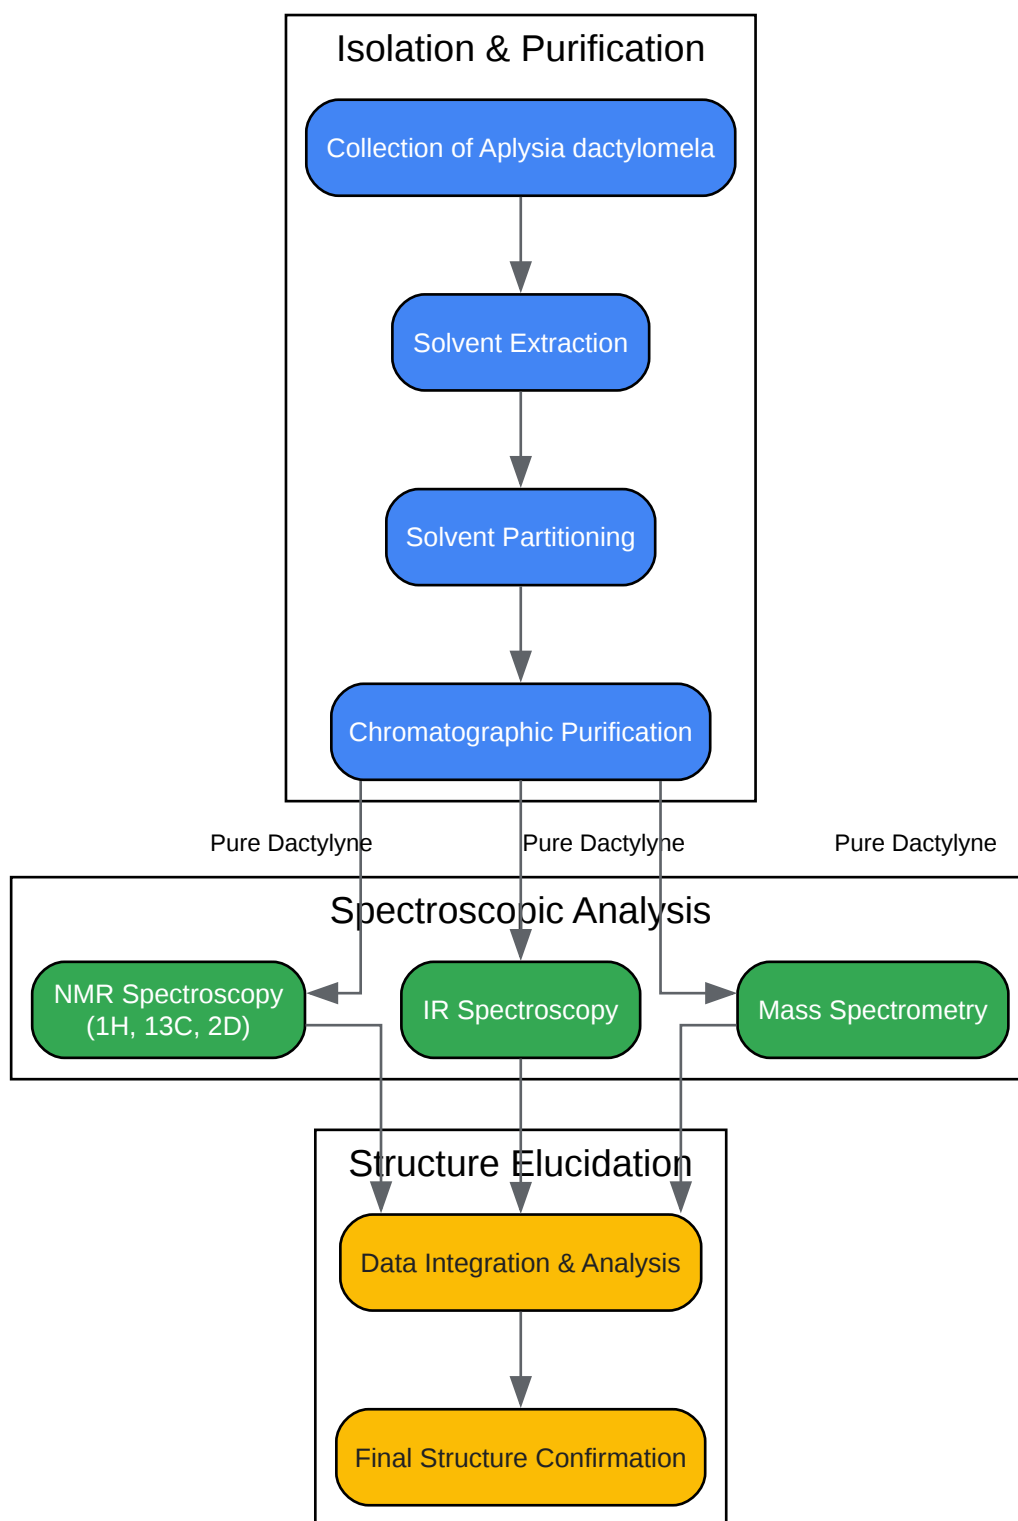 Isolation & Purification
Collection of Aplysia dactylomela
Solvent Extraction
Solvent Partitioning
Chromatographic Purification
Pure Dactylyne
Pure Dactylyne
Pure Dactylyne
Spectroscopic Analysis
NMR Spectroscopy
(1H, 13C, 2D)
IR Spectroscopy
Mass Spectrometry
Structure Elucidation
Data Integration & Analysis
Final Structure Confirmation